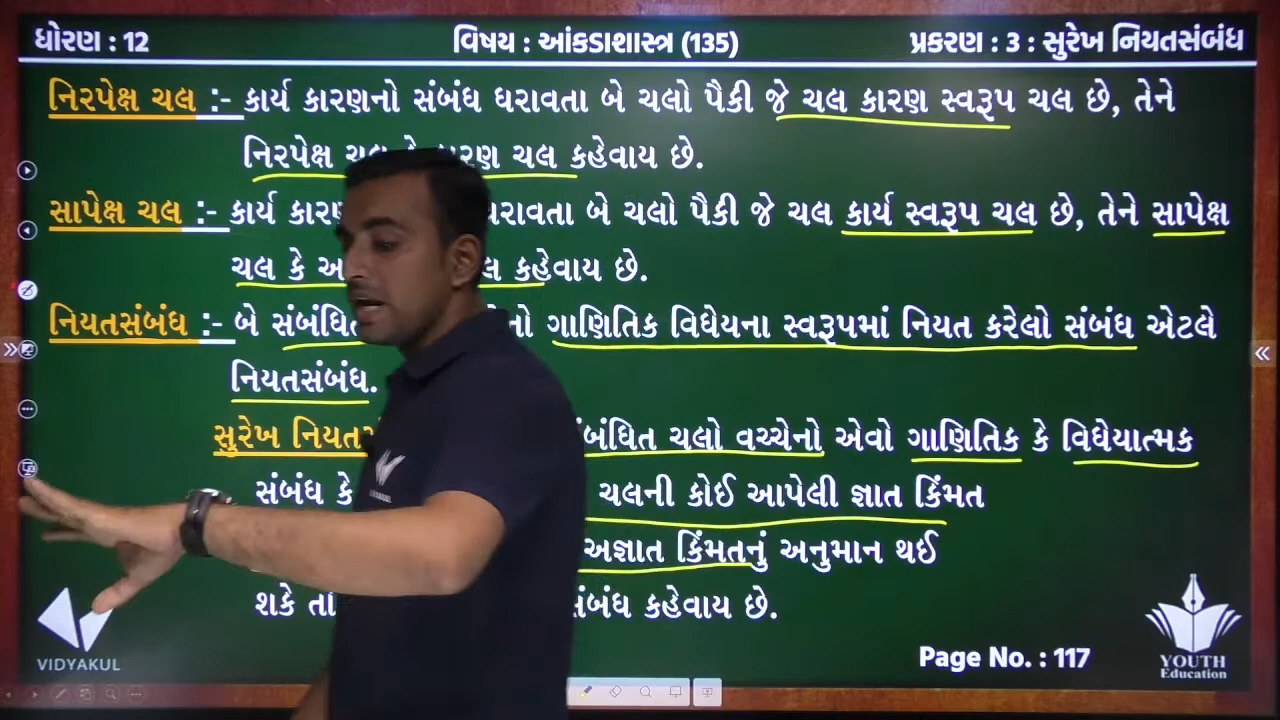 ધોરણ : 12
વિષય : આંકડાશાસ્ત્ર (135)
પ્રકરણ : 3 : સુરેખ નિયતસંબંધ
નિરપેક્ષ ચલ :- કાર્ય કારણનો સંબંધ ધરાવતા બે ચલો પૈકી જે ચલ કારણ સ્વરૂપ ચલ છે, તેને
નિરપેક્ષ ચલ કહેવાય છે.
સાપેક્ષ ચલ :- કાર્ય ધરાવતા બે ચલો પૈકી જે ચલ કાર્ય સ્વરૂપ ચલ છે, તેને સાપેક્ષ
ચલ કે કહેવાય છે.
નિયતસંબંધ :- બે ગાણિતિક વિધેયના સ્વરૂપમાં નિયત કરેલો સંબંધ એટલે
નિયતસંબંધ.
સુરેખ ચલો વચ્ચેનો એવો ગાણિતિક કે વિધેયાત્મક
સંબંધ કે ચલની કોઈ આપેલી જ્ઞાત કિંમત
અજ્ઞાત કિંમતનું અનુમાન થઈ
શકે કહેવાય છે.
VIDYAKUL
Page No. : 117
YOUTH
Education